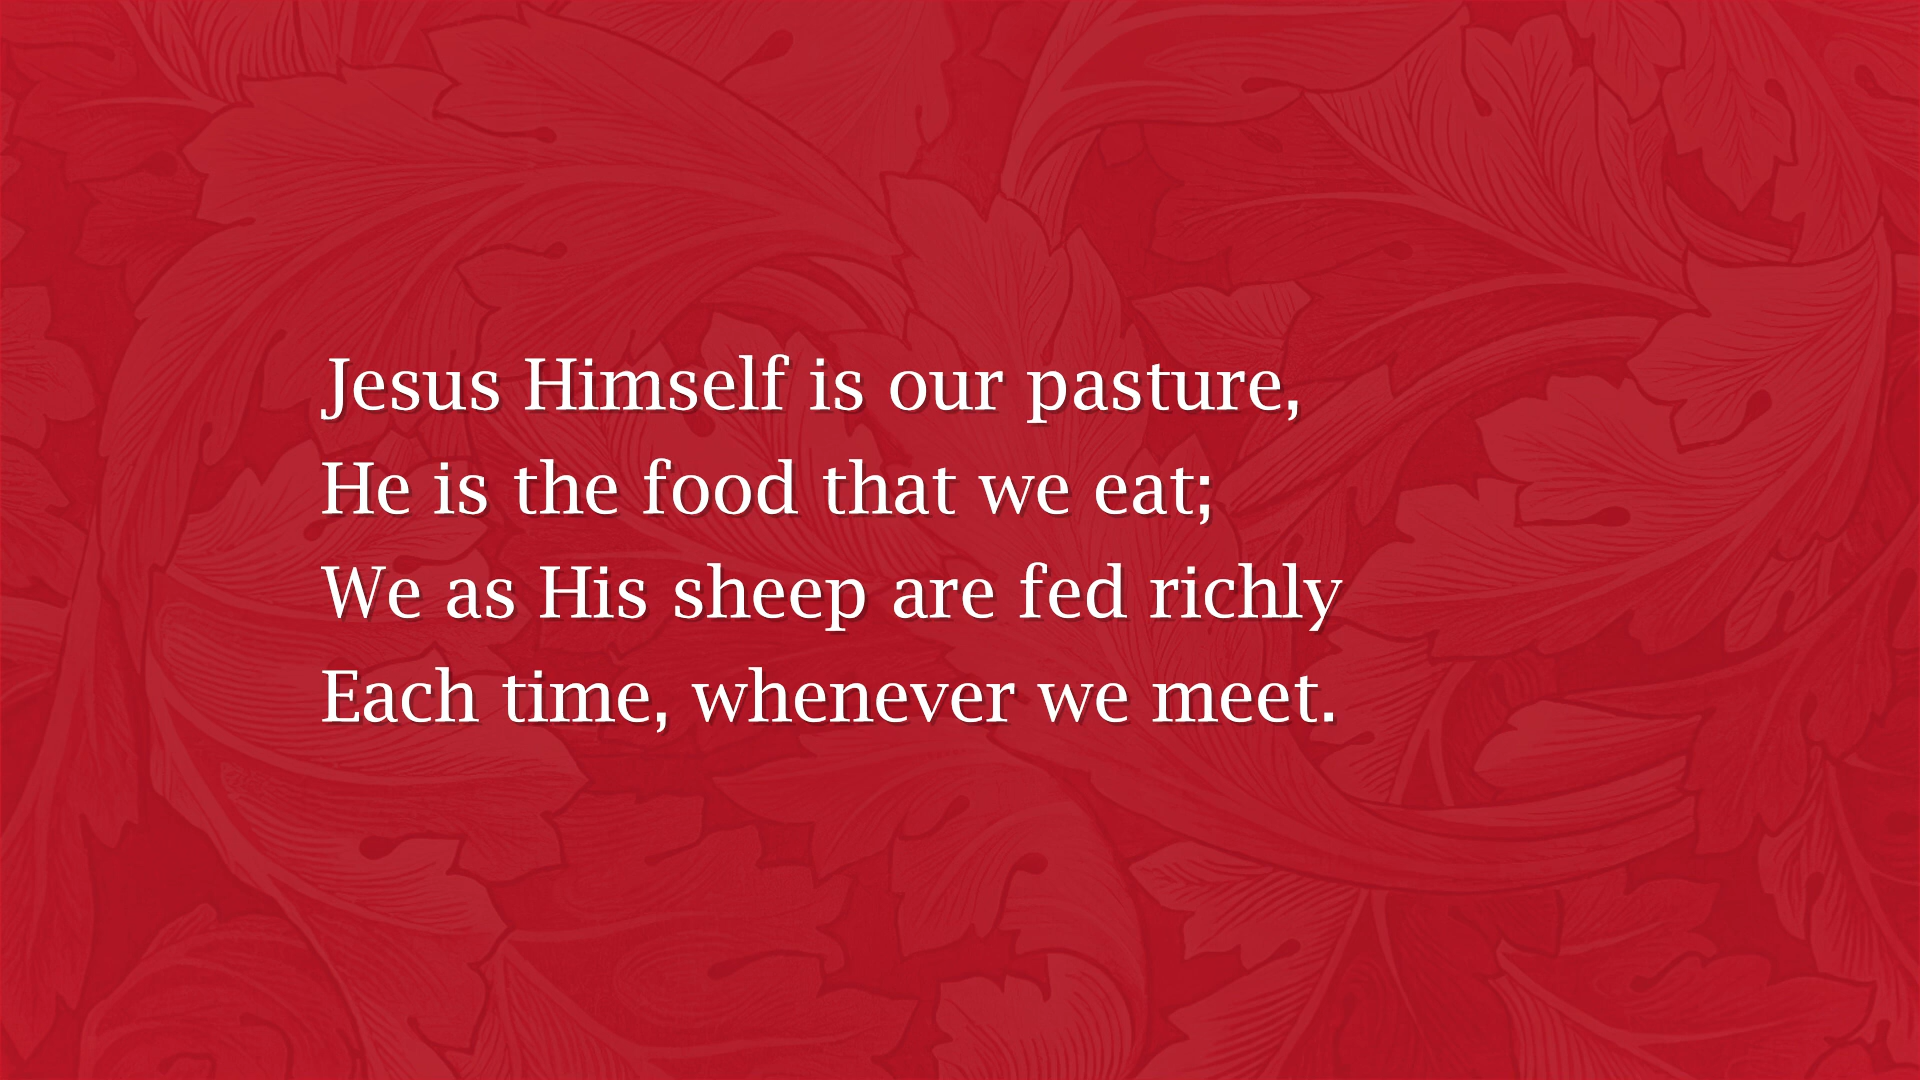 Jesus Himself is our pasture,
He is the food that we eat;
We as His sheep are fed richly
Each time, whenever we meet.